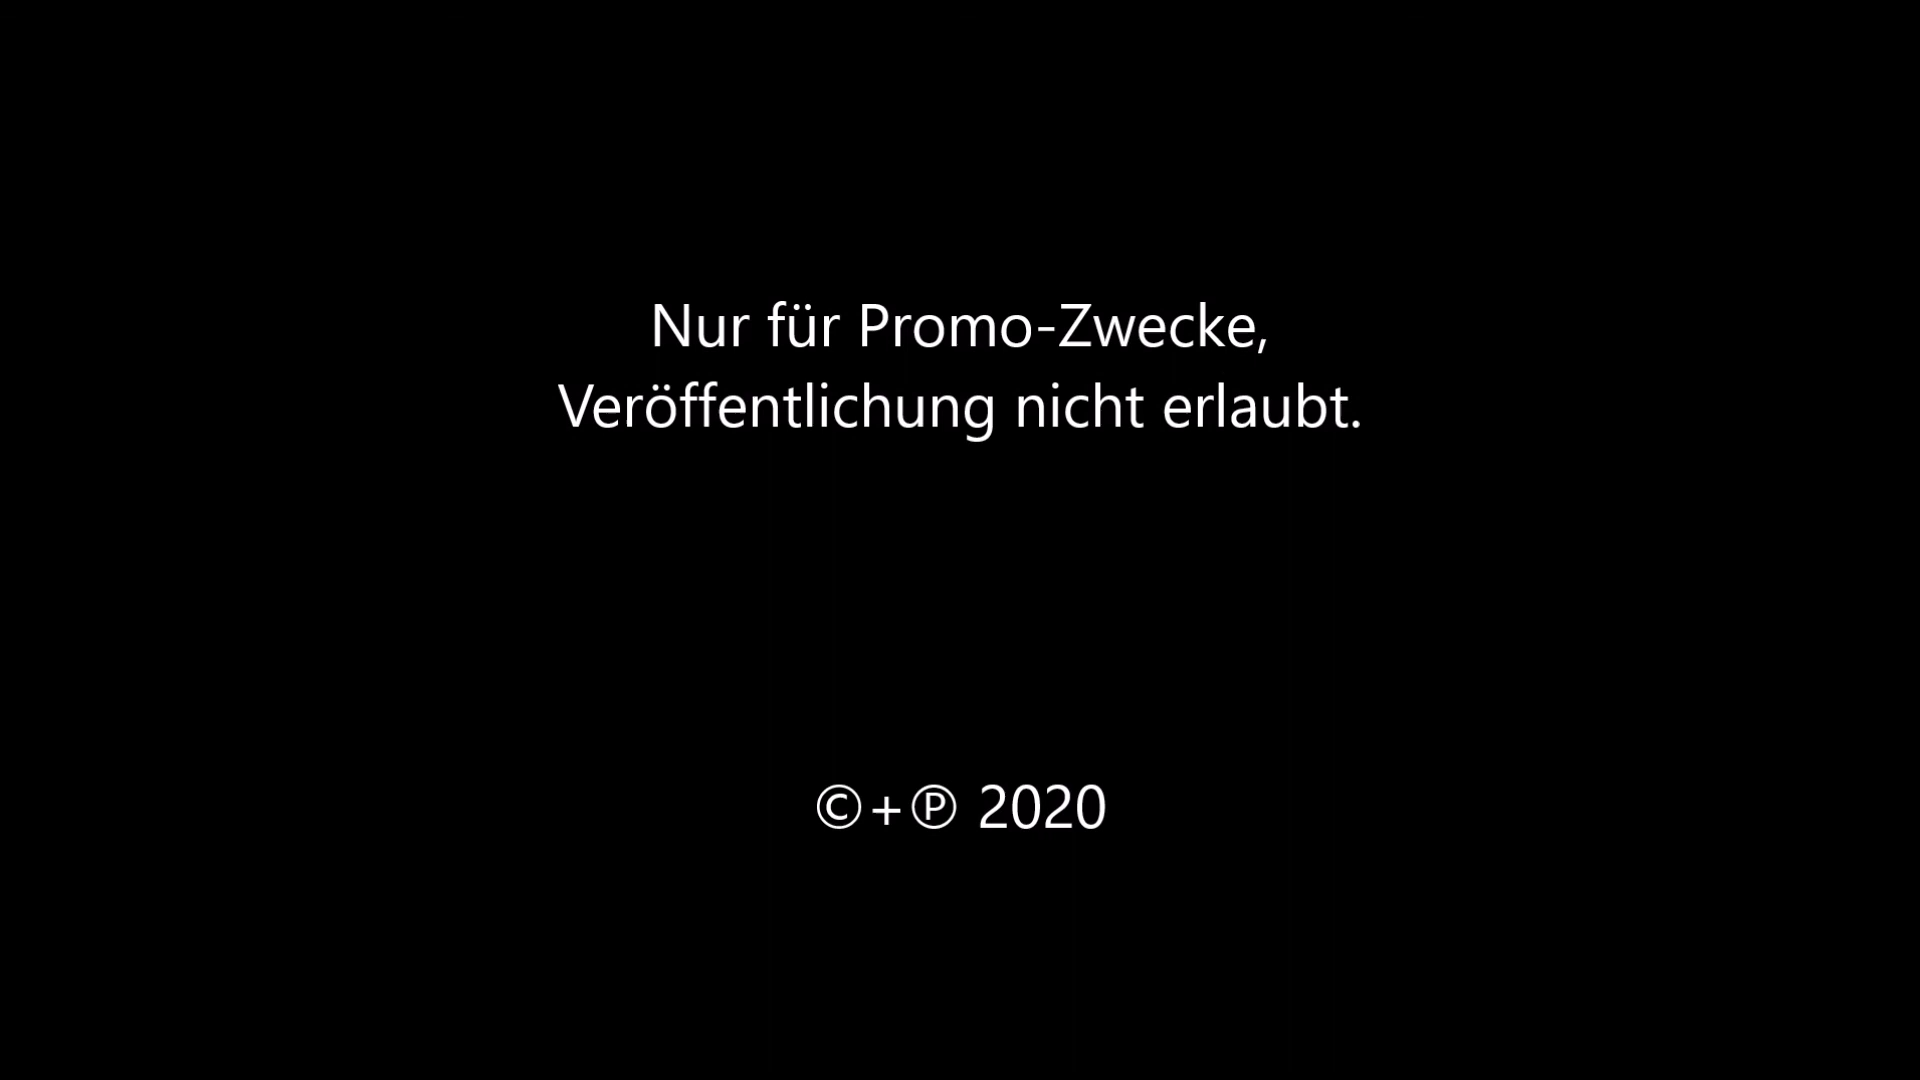 Nur für Promo-Zwecke,
Veröffentlichung nicht erlaubt.
©+℗ 2020